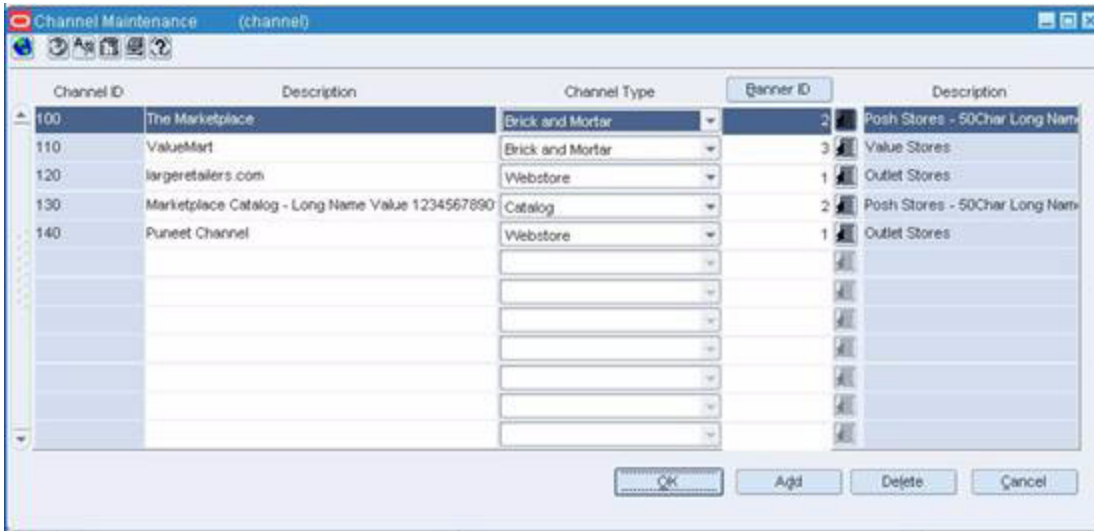 Channel Maintenance (channel)
Channel ID Description Channel Type Banner ID Description
100 The Marketplace Brick and Mortar 2 Posh Stores - 50Char Long Nam
110 ValueMart Brick and Mortar 3 Value Stores
120 largeretailers.com Webstore 1 Outlet Stores
130 Marketplace Catalog - Long Name Value 1234567890 Catalog 2 Posh Stores - 50Char Long Nam
140 Puneet Channel Webstore 1 Outlet Stores
OK Add Delete Cancel